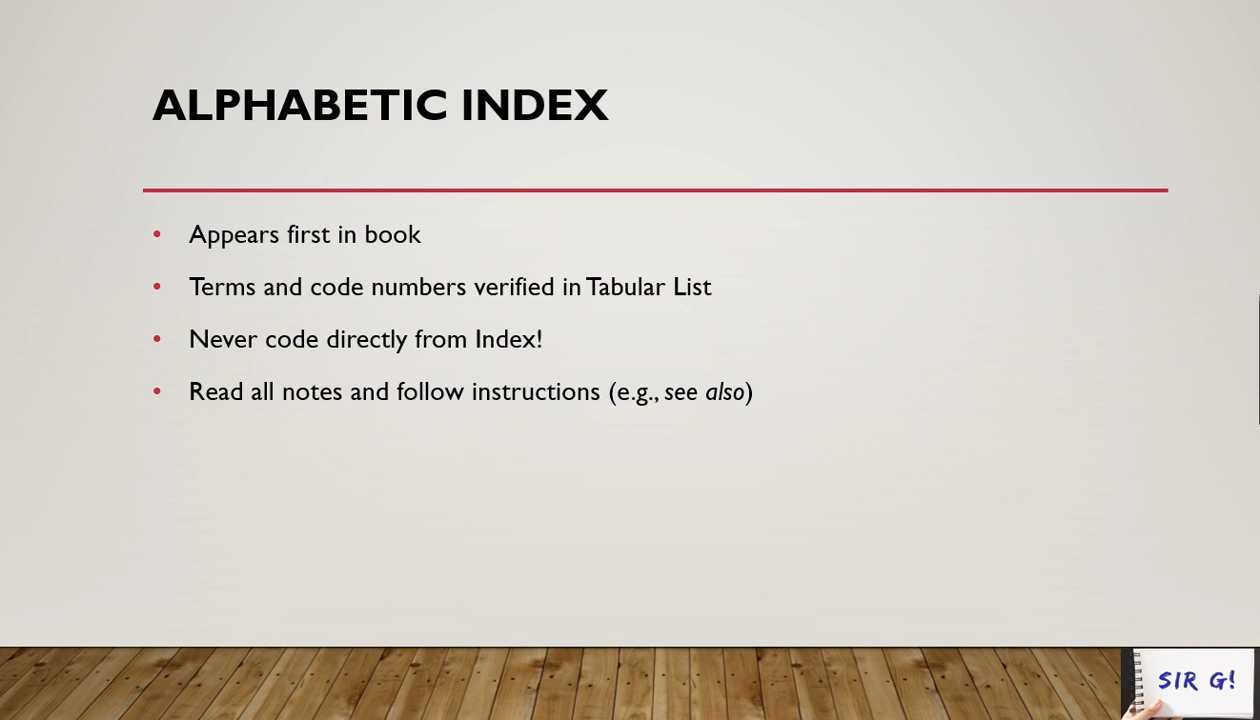 ALPHABETIC INDEX
• Appears first in book
• Terms and code numbers verified in Tabular List
• Never code directly from Index!
• Read all notes and follow instructions (e.g., see also)
SIR G!